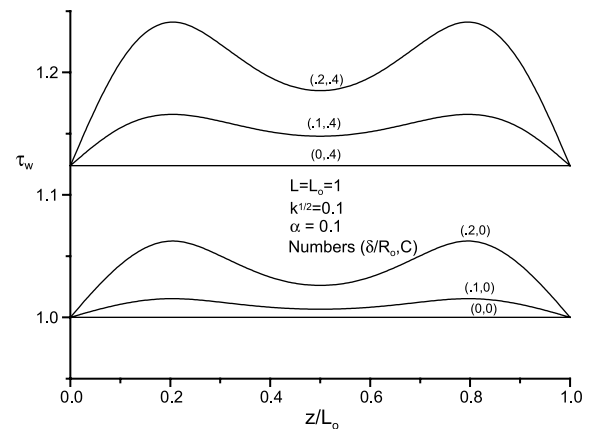 1.2
1.1
1.0
τw
(.2,.4)
(.1,.4)
(0,.4)
L=Lo=1
k1/2=0.1
α = 0.1
Numbers (δ/Ro,C)
(.2,0)
(.1,0)
(0,0)
0.0 0.2 0.4 0.6 0.8 1.0
z/Lo